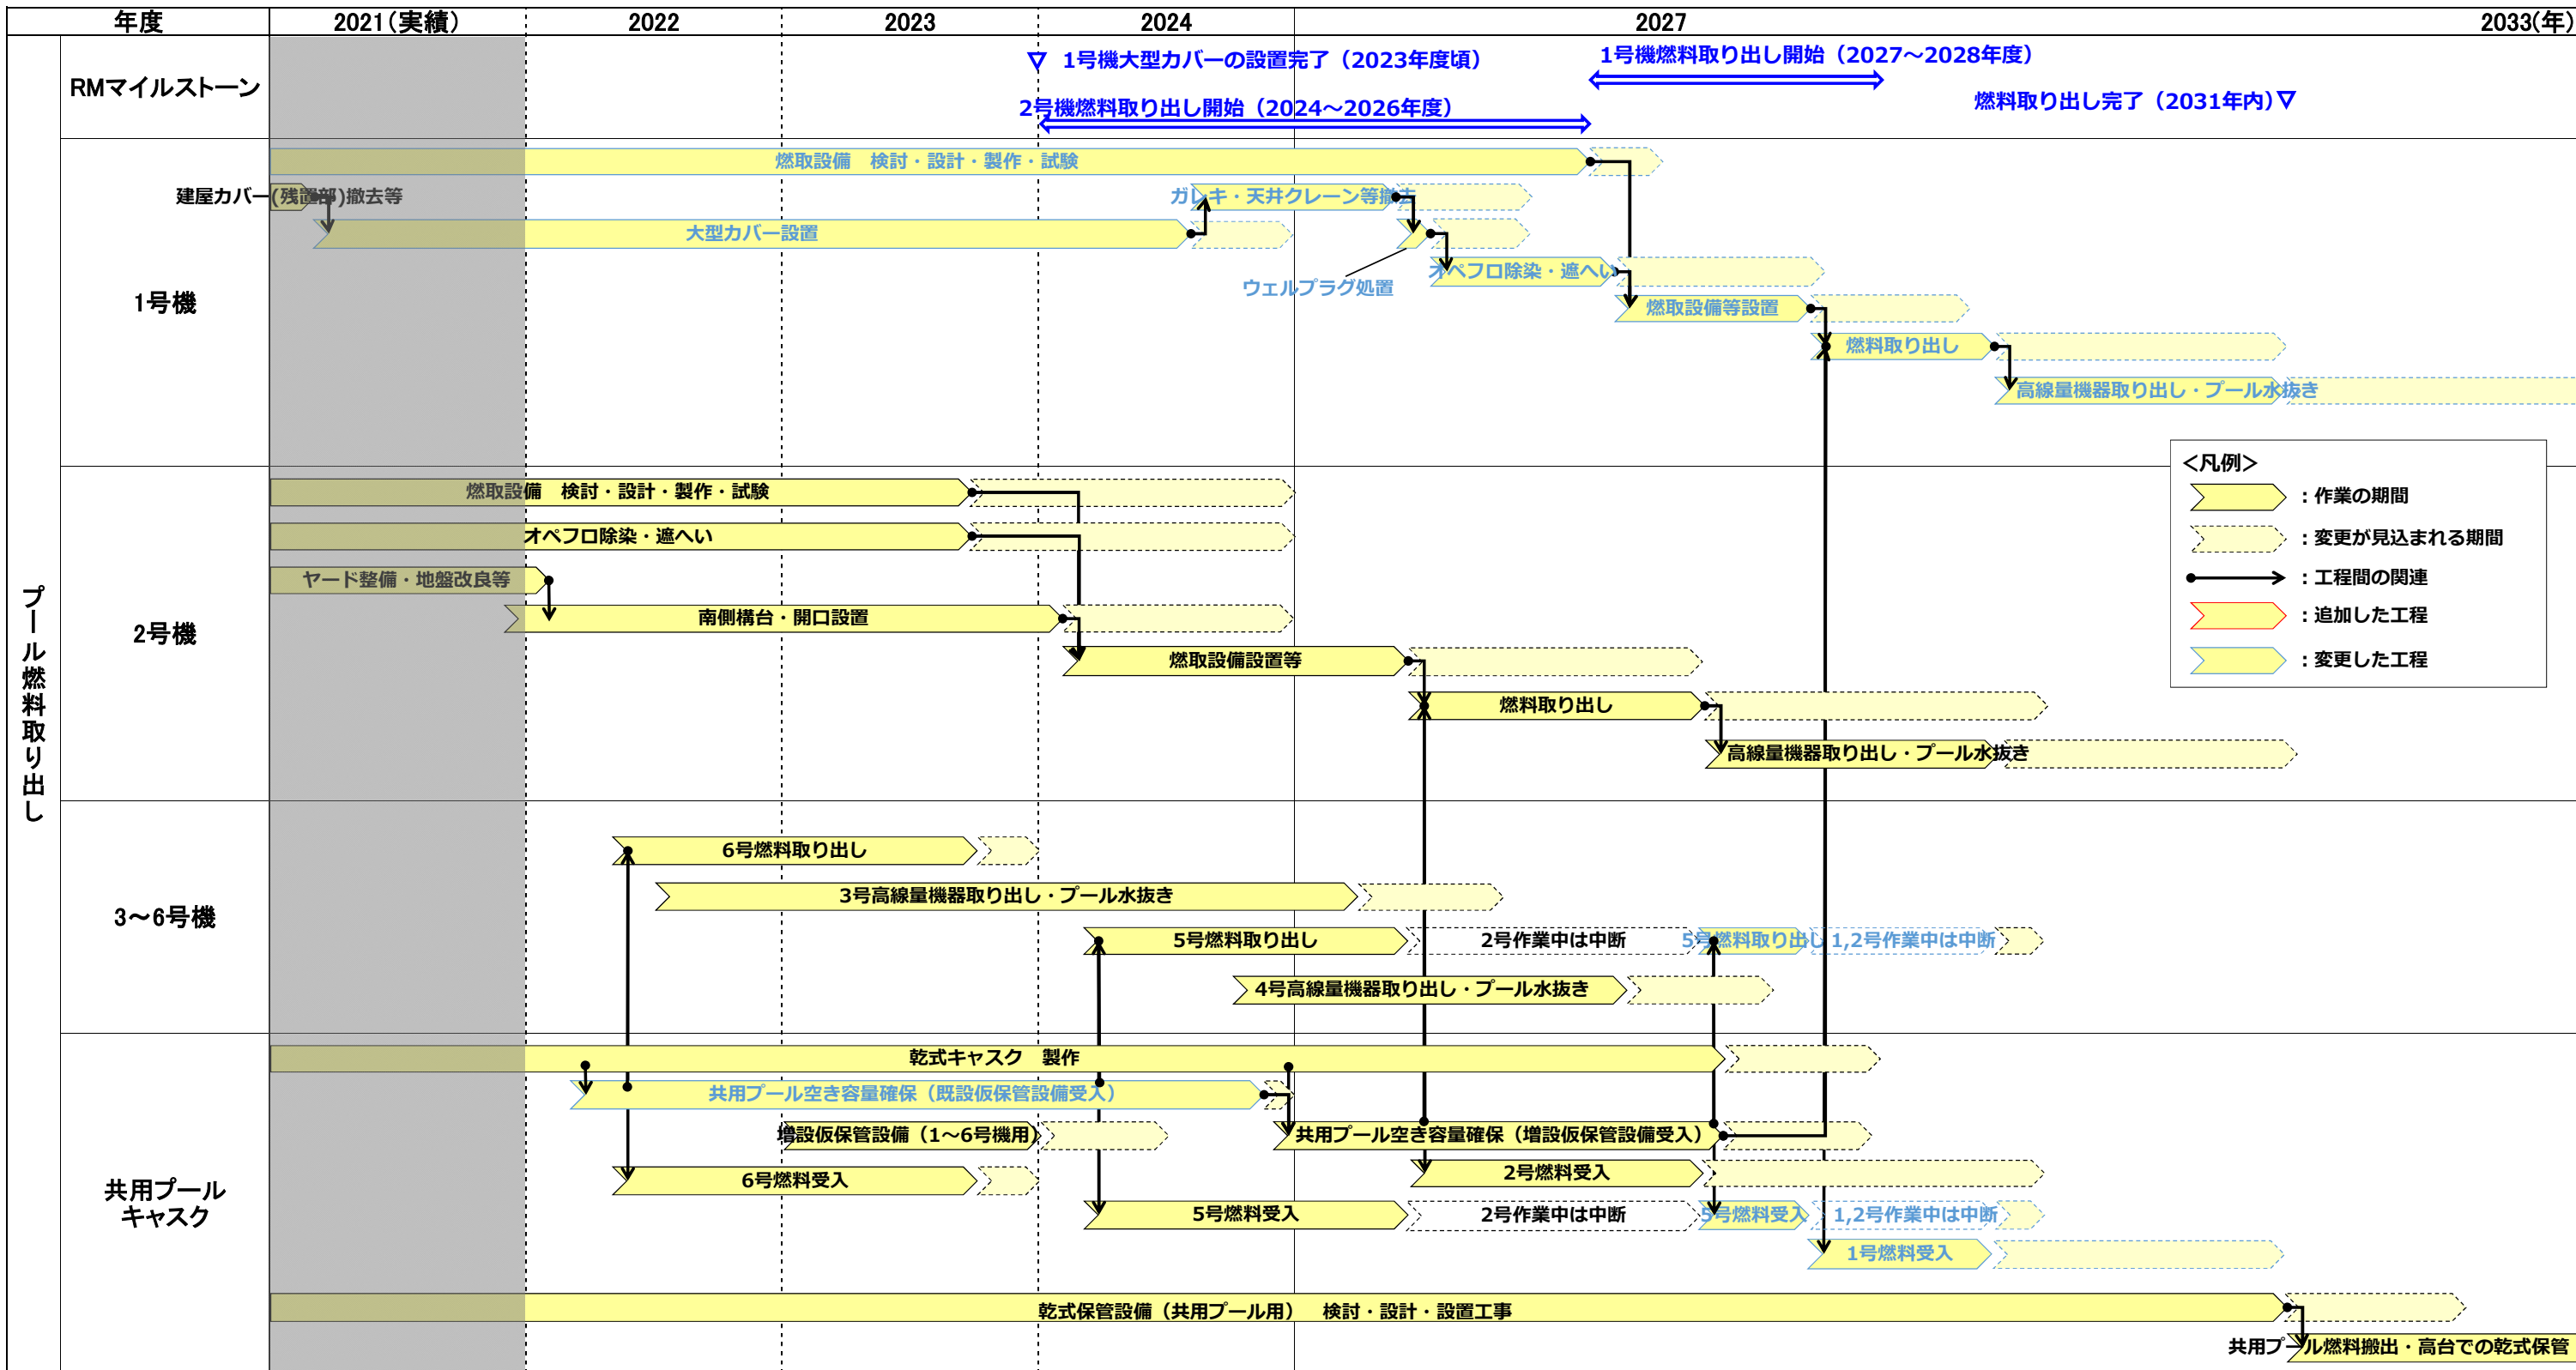 年度 2021(実績) 2022 2023 2024 2027 2033(年)
プール燃料取り出し
RMマイルストーン
1号機大型カバーの設置完了（2023年度頃）
1号機燃料取り出し開始（2027～2028年度）
2号機燃料取り出し開始（2024～2026年度）
燃料取り出し完了（2031年内）
1号機
燃取設備　検討・設計・製作・試験
建屋カバー(残置部)撤去等
ガレキ・天井クレーン等撤去
大型カバー設置
ウェルプラグ処置
オペフロ除染・遮へい
燃取設備等設置
燃料取り出し
高線量機器取り出し・プール水抜き
<凡例>
：作業の期間
：変更が見込まれる期間
：工程間の関連
：追加した工程
：変更した工程
2号機
燃取設備　検討・設計・製作・試験
オペフロ除染・遮へい
ヤード整備・地盤改良等
南側構台・開口設置
燃取設備設置等
燃料取り出し
高線量機器取り出し・プール水抜き
3～6号機
6号燃料取り出し
3号高線量機器取り出し・プール水抜き
5号燃料取り出し 2号作業中は中断 5号燃料取り出し 1,2号作業中は中断
4号高線量機器取り出し・プール水抜き
共用プール
キャスク
乾式キャスク　製作
共用プール空き容量確保（既設仮保管設備受入）
増設仮保管設備（1～6号機用） 共用プール空き容量確保（増設仮保管設備受入）
6号燃料受入 2号燃料受入
5号燃料受入 2号作業中は中断 5号燃料受入 1,2号作業中は中断
1号燃料受入
乾式保管設備（共用プール用）　検討・設計・設置工事
共用プール燃料搬出・高台での乾式保管